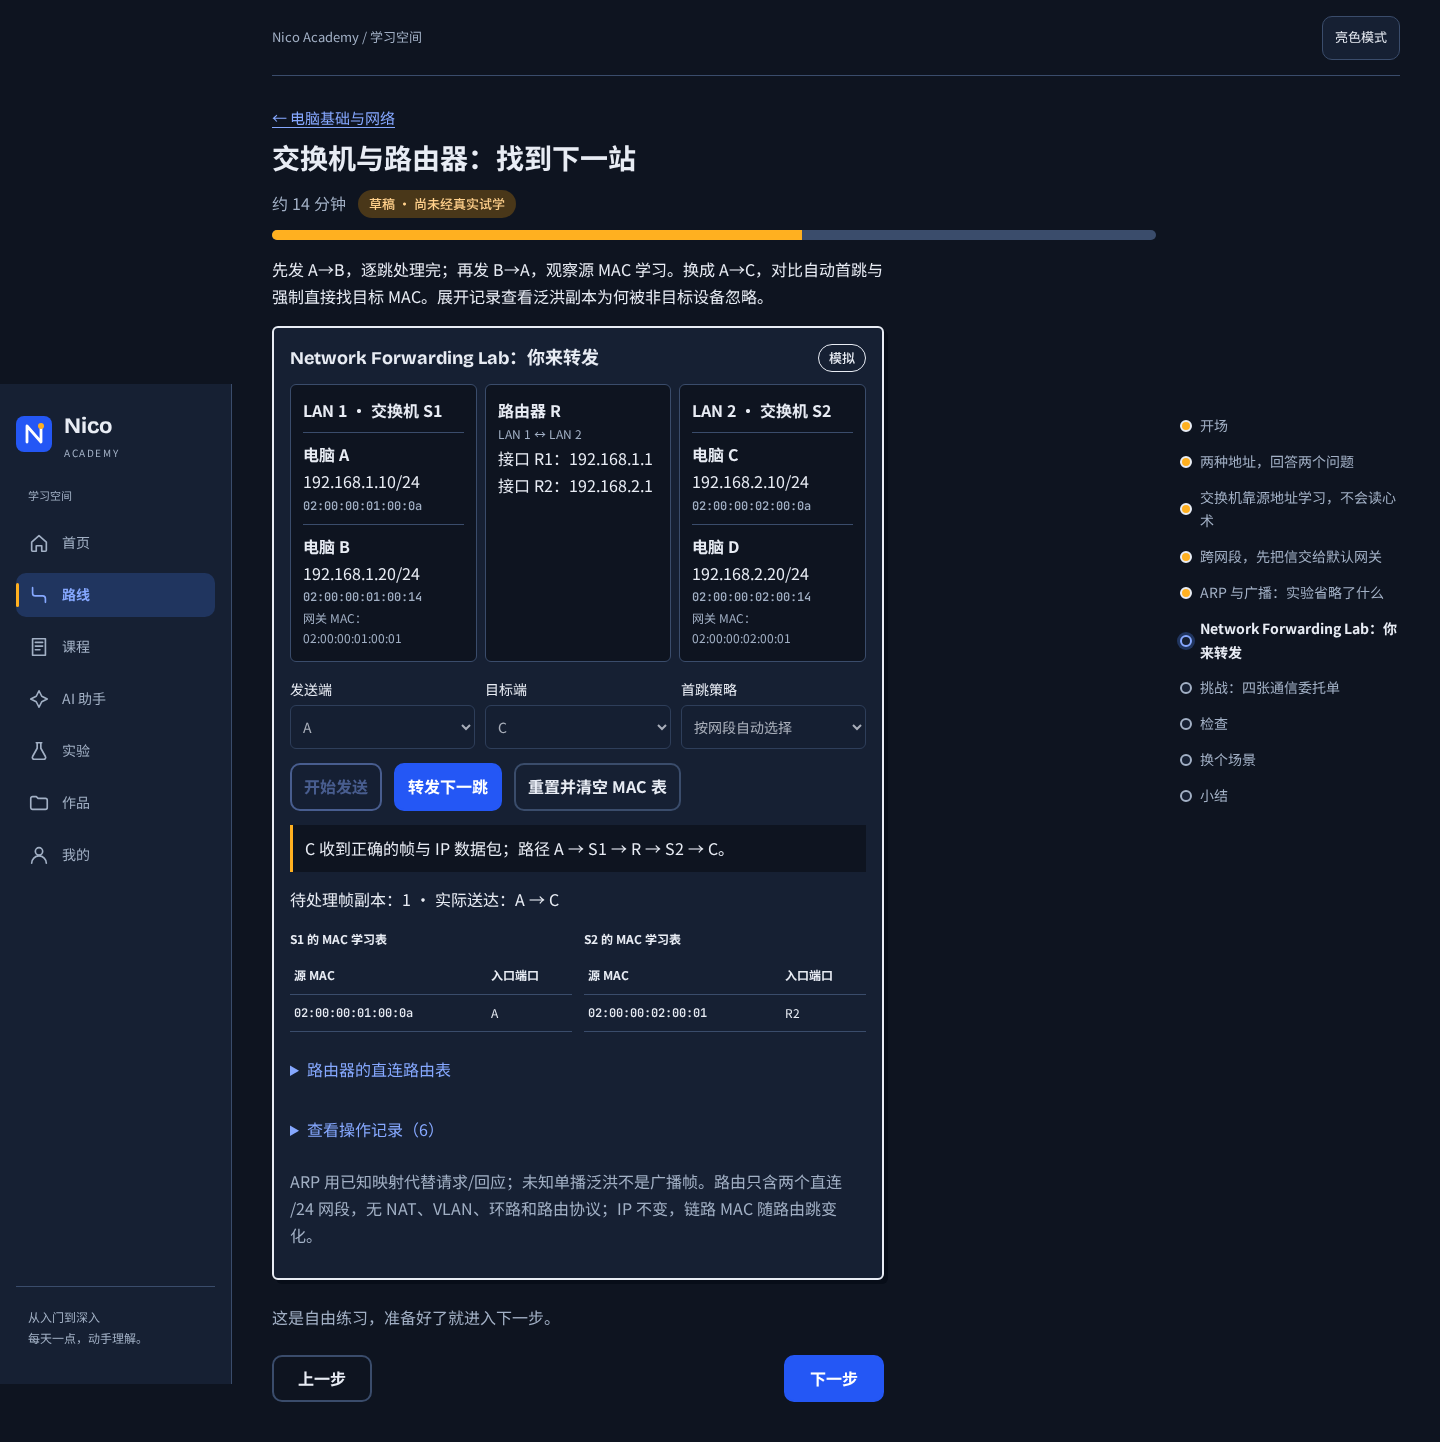 Nico Academy / 学习空间
亮色模式
← 电脑基础与网络
交换机与路由器：找到下一站
约 14 分钟
草稿 · 尚未经真实试学
先发 A→B，逐跳处理完；再发 B→A，观察源 MAC 学习。换成 A→C，对比自动首跳与
强制直接找目标 MAC。展开记录查看泛洪副本为何被非目标设备忽略。
Nico
ACADEMY
学习空间
首页
路线
课程
AI 助手
实验
作品
我的
从入门到深入
每天一点，动手理解。
Network Forwarding Lab：你来转发
模拟
LAN 1 · 交换机 S1
电脑 A
192.168.1.10/24
02:00:00:01:00:0a
电脑 B
192.168.1.20/24
02:00:00:01:00:14
网关 MAC：
02:00:00:01:00:01
路由器 R
LAN 1 ↔ LAN 2
接口 R1：192.168.1.1
接口 R2：192.168.2.1
LAN 2 · 交换机 S2
电脑 C
192.168.2.10/24
02:00:00:02:00:0a
电脑 D
192.168.2.20/24
02:00:00:02:00:14
网关 MAC：
02:00:00:02:00:01
发送端
目标端
首跳策略
A
C
按网段自动选择
开始发送
转发下一跳
重置并清空 MAC 表
C 收到正确的帧与 IP 数据包；路径 A → S1 → R → S2 → C。
待处理帧副本：1 · 实际送达：A → C
S1 的 MAC 学习表
源 MAC
入口端口
02:00:00:01:00:0a
A
S2 的 MAC 学习表
源 MAC
入口端口
02:00:00:02:00:01
R2
路由器的直连路由表
查看操作记录（6）
ARP 用已知映射代替请求/回应；未知单播泛洪不是广播帧。路由只含两个直连
/24 网段，无 NAT、VLAN、环路和路由协议；IP 不变，链路 MAC 随路由跳变
化。
这是自由练习，准备好了就进入下一步。
上一步
下一步
开场
两种地址，回答两个问题
交换机靠源地址学习，不会读心
术
跨网段，先把信交给默认网关
ARP 与广播：实验省略了什么
Network Forwarding Lab：你
来转发
挑战：四张通信委托单
检查
换个场景
小结